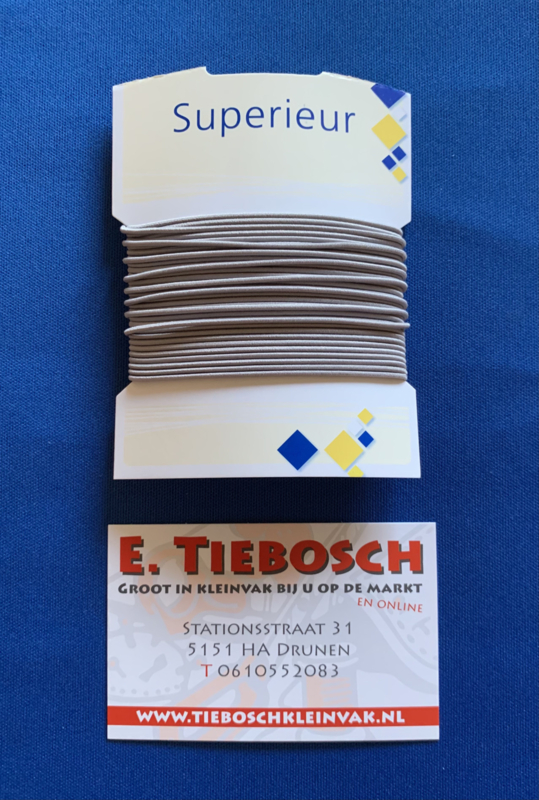 Superieur
E. TIEBOSCH
GROOT IN KLEINVAK BIJ U OP DE MARKT
EN ONLINE
STATIONSSTRAAT 31
5151 HA DRUNEN
T 0610552083
WWW.TIEBOSCHKLEINVAK.NL